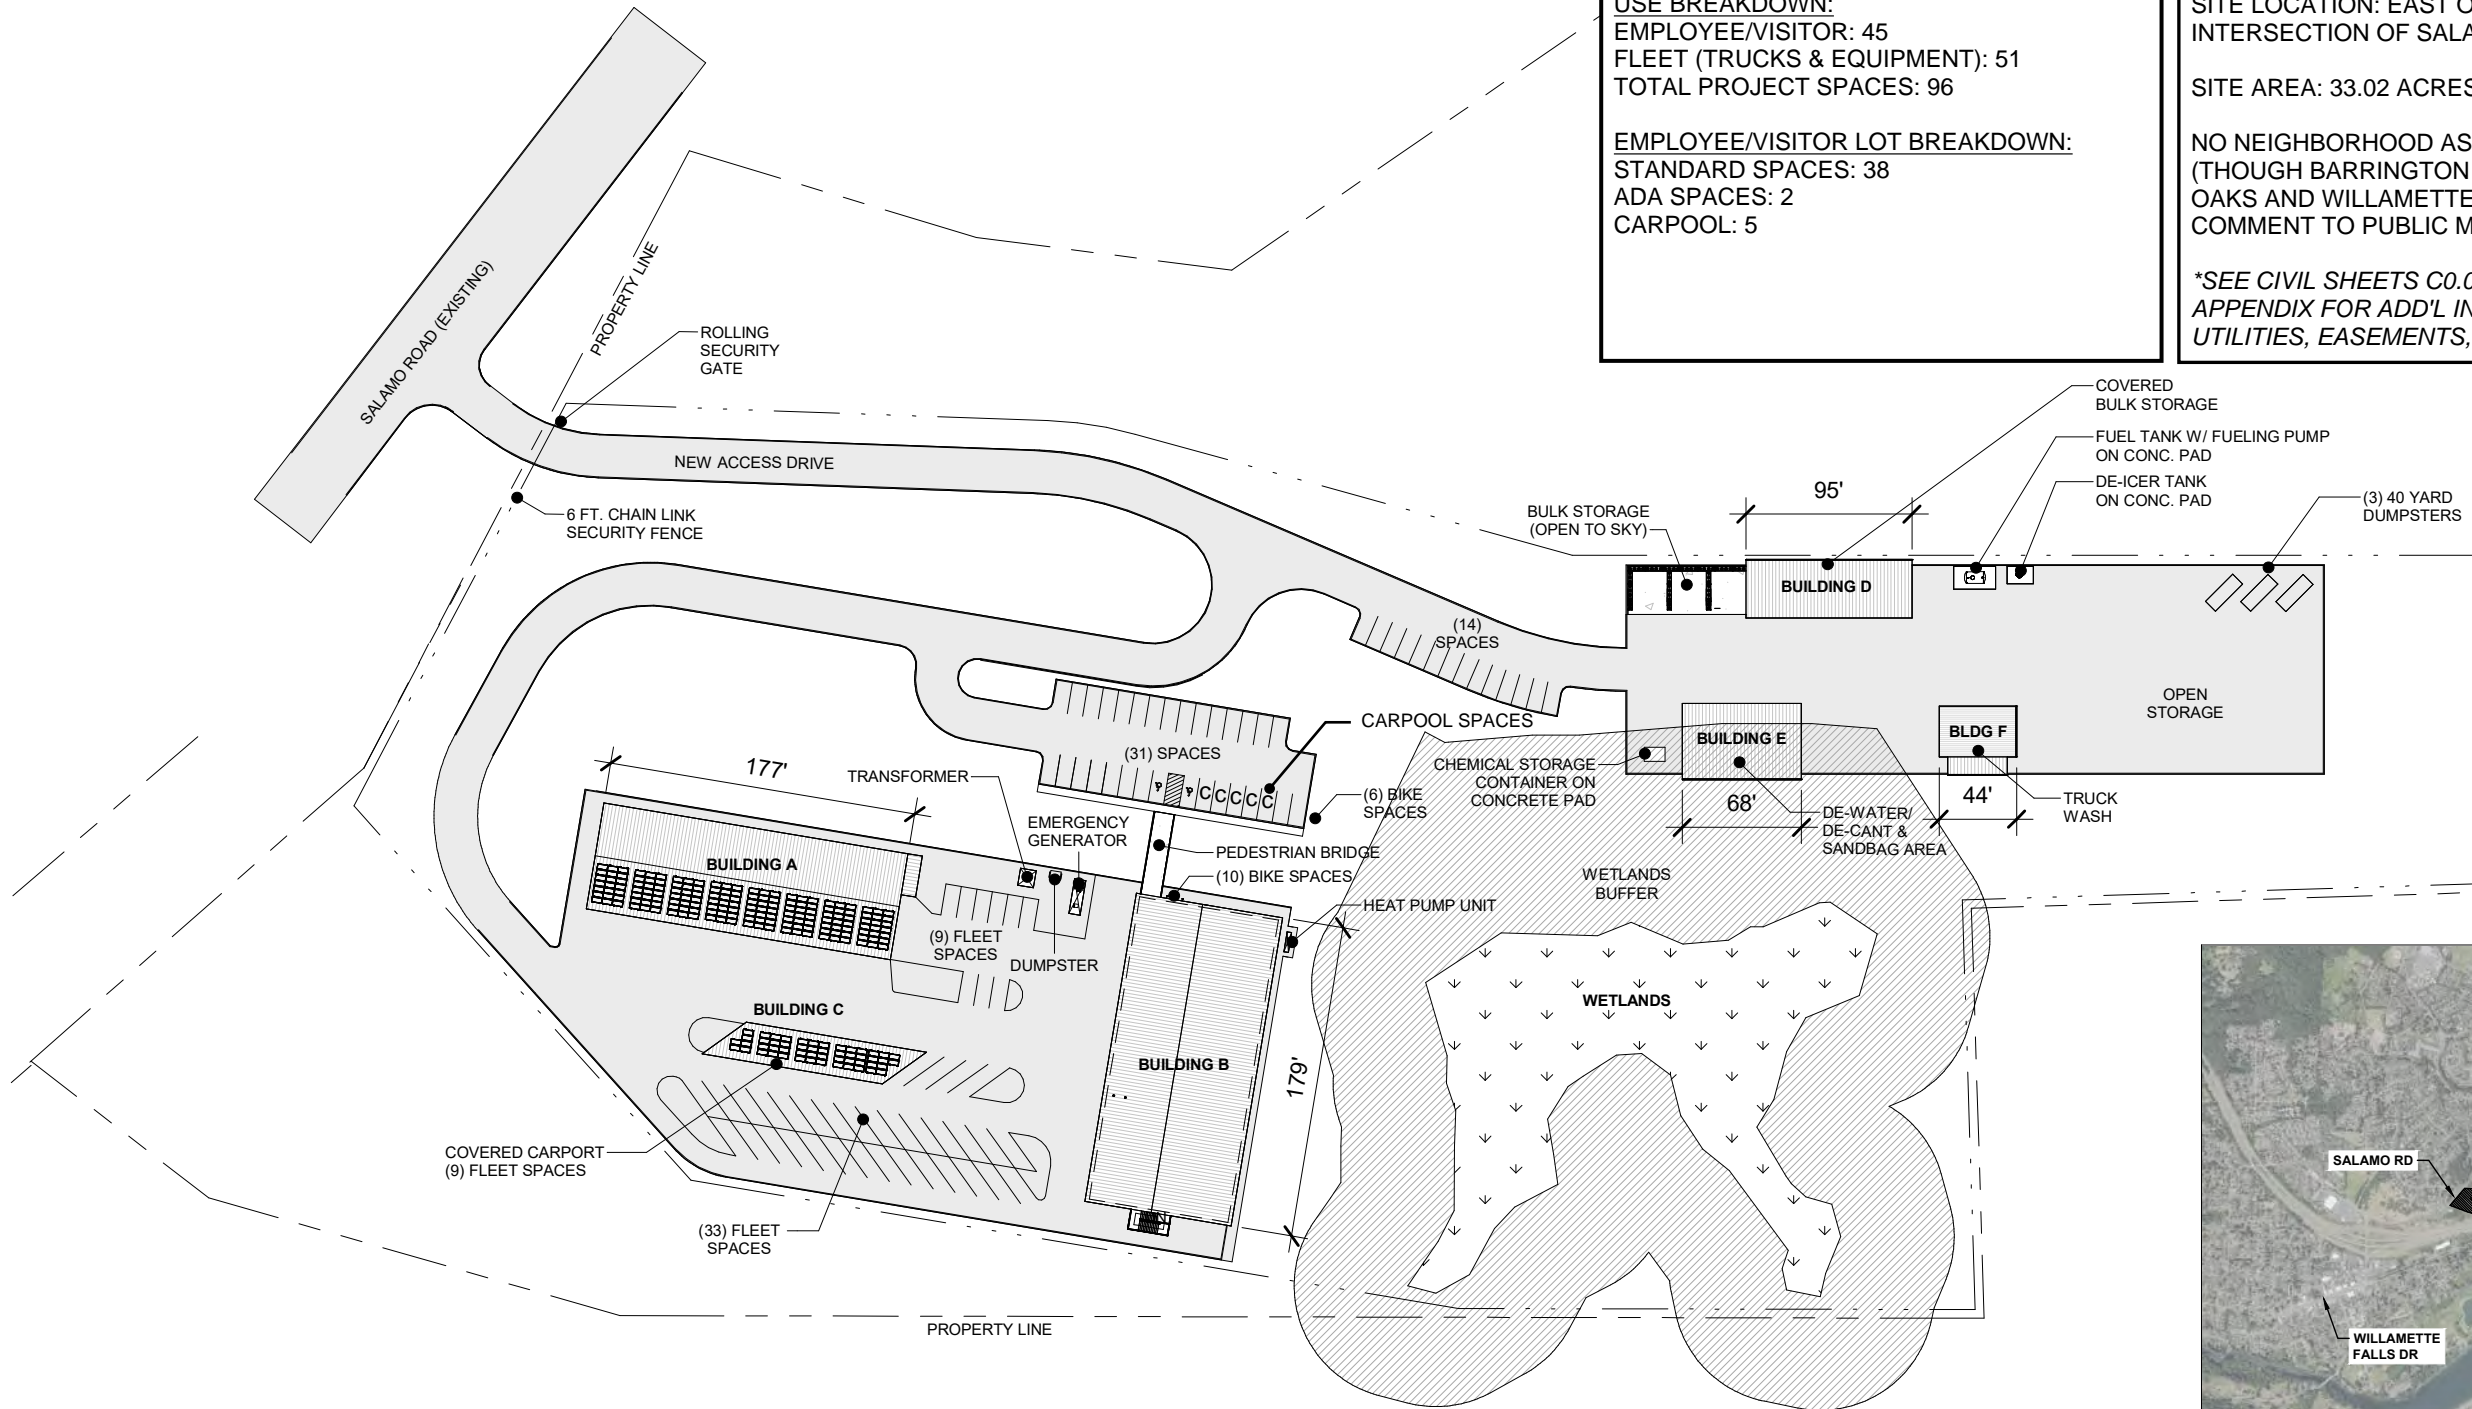 USE BREAKDOWN:
EMPLOYEE/VISITOR: 45
FLEET (TRUCKS & EQUIPMENT): 51
TOTAL PROJECT SPACES: 96
EMPLOYEE/VISITOR LOT BREAKDOWN:
STANDARD SPACES: 38
ADA SPACES: 2
CARPOOL: 5
SITE LOCATION: EAST O
INTERSECTION OF SALA
SITE AREA: 33.02 ACRES
NO NEIGHBORHOOD AS
(THOUGH BARRINGTON
OAKS AND WILLAMETTE
COMMENT TO PUBLIC M
*SEE CIVIL SHEETS C0.0
APPENDIX FOR ADD'L IN
UTILITIES, EASEMENTS,
SALAMO ROAD (EXISTING)
PROPERTY LINE
ROLLING
SECURITY
GATE
NEW ACCESS DRIVE
6 FT. CHAIN LINK
SECURITY FENCE
COVERED
BULK STORAGE
FUEL TANK W/ FUELING PUMP
ON CONC. PAD
DE-ICER TANK
ON CONC. PAD
(3) 40 YARD
DUMPSTERS
95'
BULK STORAGE
(OPEN TO SKY)
BUILDING D
(14)
SPACES
OPEN
STORAGE
CARPOOL SPACES
(31) SPACES
C C C C C
BUILDING E
BLDG F
CHEMICAL STORAGE
CONTAINER ON
CONCRETE PAD
68'
44'
DE-WATER/
DE-CANT &
SANDBAG AREA
TRUCK
WASH
177'
TRANSFORMER
EMERGENCY
GENERATOR
(6) BIKE
SPACES
PEDESTRIAN BRIDGE
(10) BIKE SPACES
HEAT PUMP UNIT
BUILDING A
(9) FLEET
SPACES
DUMPSTER
WETLANDS
BUFFER
WETLANDS
BUILDING C
BUILDING B
179'
COVERED CARPORT
(9) FLEET SPACES
(33) FLEET
SPACES
PROPERTY LINE
SALAMO RD
WILLAMETTE
FALLS DR